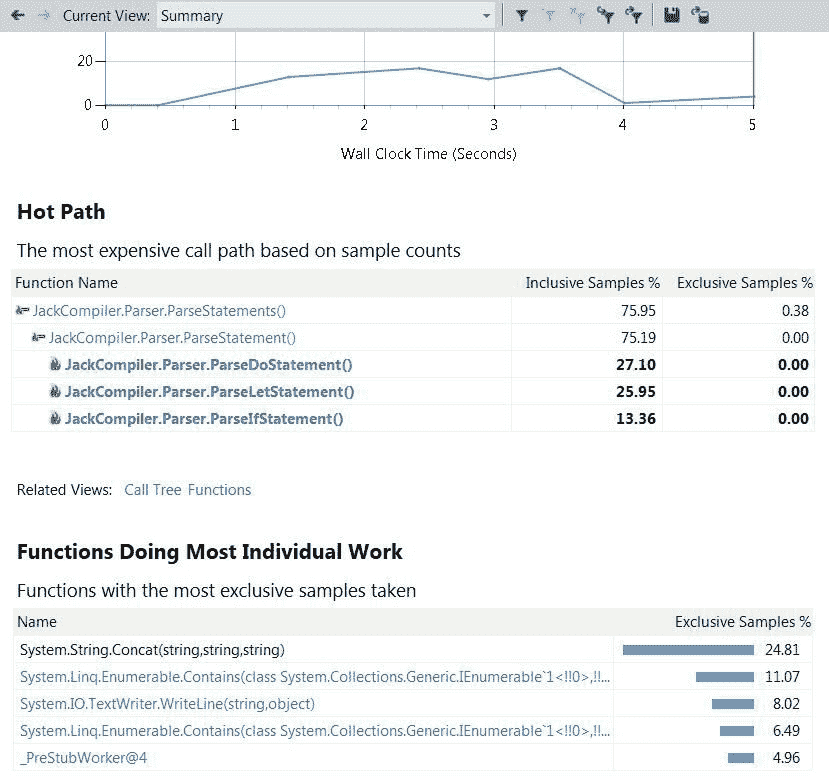 Current View: Summary
20
0
0 1 2 3 4 5
Wall Clock Time (Seconds)
Hot Path
The most expensive call path based on sample counts
Function Name Inclusive Samples % Exclusive Samples %
JackCompiler.Parser.ParseStatements() 75.95 0.38
JackCompiler.Parser.ParseStatement() 75.19 0.00
JackCompiler.Parser.ParseDoStatement() 27.10 0.00
JackCompiler.Parser.ParseLetStatement() 25.95 0.00
JackCompiler.Parser.ParseIfStatement() 13.36 0.00
Related Views: Call Tree Functions
Functions Doing Most Individual Work
Functions with the most exclusive samples taken
Name Exclusive Samples %
System.String.Concat(string,string,string) 24.81
System.Linq.Enumerable.Contains(class System.Collections.Generic.IEnumerable`1<!!0>,!!... 11.07
System.IO.TextWriter.WriteLine(string,object) 8.02
System.Linq.Enumerable.Contains(class System.Collections.Generic.IEnumerable`1<!!0>,!!... 6.49
_PreStubWorker@4 4.96